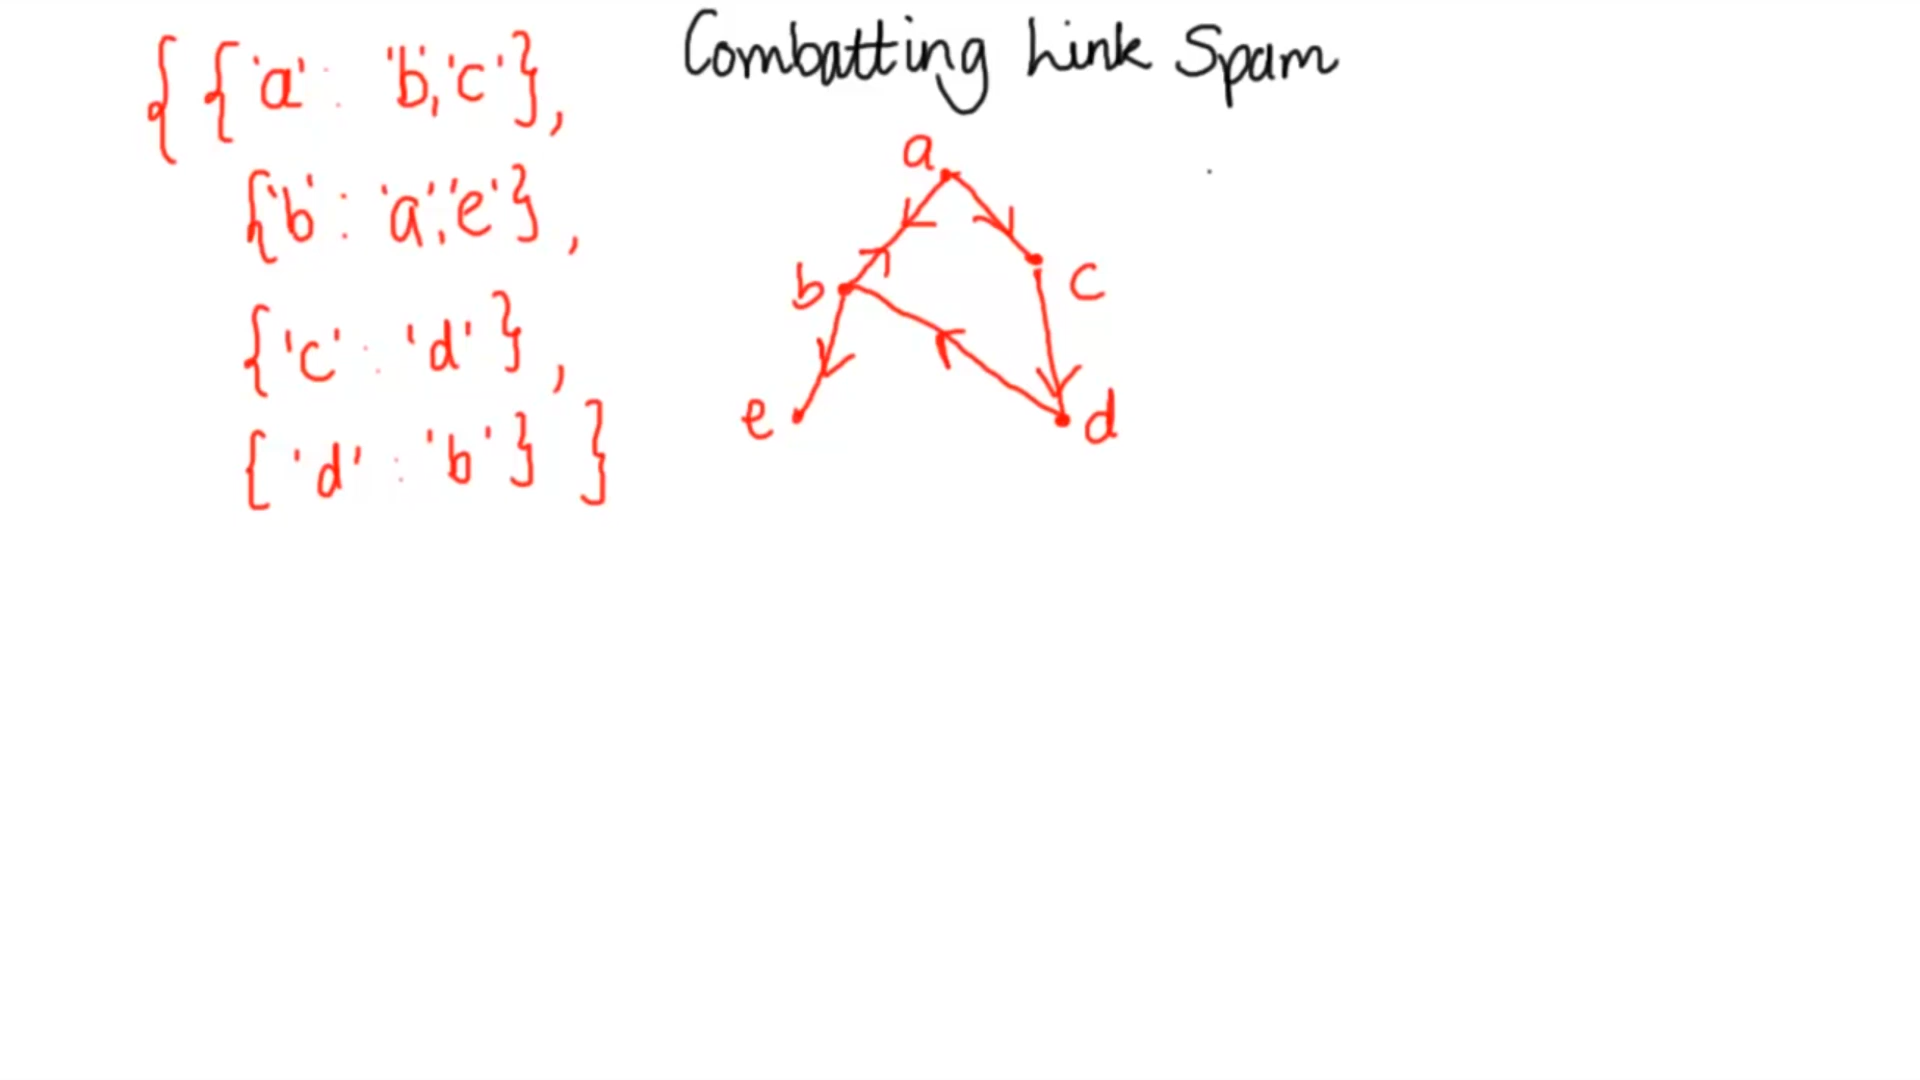 Combatting Link Spam
{ {'a': 'b','c'},
{'b': 'a','e'},
{'c': 'd'},
{'d': 'b'} }
a
b
c
e
d